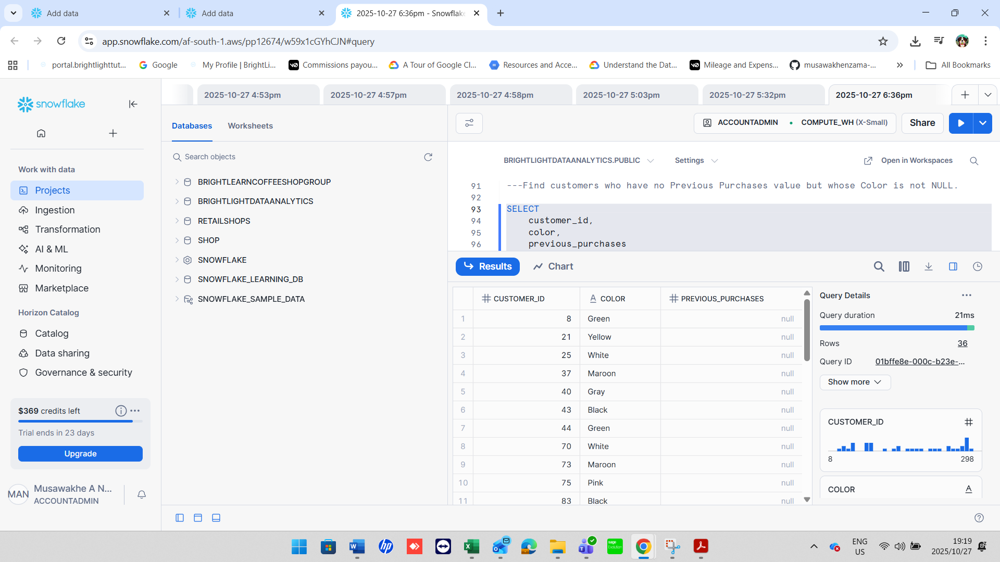 Add data
Add data
2025-10-27 6:36pm - Snowflake
app.snowflake.com/af-south-1.aws/pp12674/w59x1cGYhCJN#query
portal.brightlighttut...
Google
My Profile | BrightLi...
Commissions payou...
A Tour of Google Cl...
Resources and Acce...
Understand the Dat...
Mileage and Expens...
musawakhenzama-...
All Bookmarks
snowflake
2025-10-27 4:53pm
2025-10-27 4:57pm
2025-10-27 4:58pm
2025-10-27 5:03pm
2025-10-27 5:32pm
2025-10-27 6:36pm
Databases
Worksheets
ACCOUNTADMIN
COMPUTE_WH (X-Small)
Share
Work with data
Projects
Ingestion
Transformation
AI & ML
Monitoring
Marketplace
Horizon Catalog
Catalog
Data sharing
Governance & security
$369 credits left
Trial ends in 23 days
Upgrade
MAN
Musawakhe A N...
ACCOUNTADMIN
Search objects
BRIGHTLEARNCOFFEESHOPGROUP
BRIGHTLIGHTDATAANALYTICS
RETAILSHOPS
SHOP
SNOWFLAKE
SNOWFLAKE_LEARNING_DB
SNOWFLAKE_SAMPLE_DATA
BRIGHTLIGHTDATAANALYTICS.PUBLIC
Settings
Open in Workspaces
91 ---Find customers who have no Previous Purchases value but whose Color is not NULL.
92
93 SELECT
94 customer_id,
95 color,
96 previous_purchases
Results
Chart
CUSTOMER_ID COLOR PREVIOUS_PURCHASES
1 8 Green null
2 21 Yellow null
3 25 White null
4 37 Maroon null
5 40 Gray null
6 43 Black null
7 44 Green null
8 70 White null
9 73 Maroon null
10 75 Pink null
11 83 Black null
Query Details
Query duration 21ms
Rows 36
Query ID 01bffe8e-000c-b23e-...
Show more
CUSTOMER_ID
8 298
COLOR
ENG
US
19:19
2025/10/27